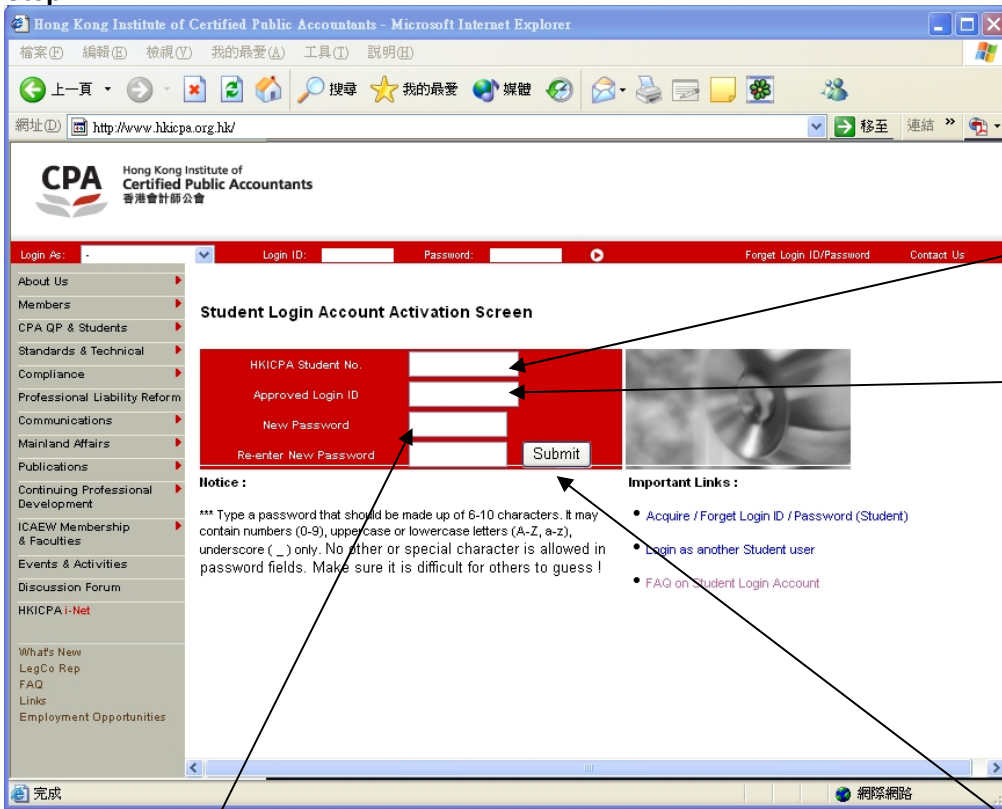 Hong Kong Institute of Certified Public Accountants - Microsoft Internet Explorer
檔案(F) 編輯(E) 檢視(V) 我的最愛(A) 工具(T) 說明(H)
上一頁 搜尋 我的最愛 媒體
網址(D) http://www.hkicpa.org.hk/ 移至 連結 »
CPA
Hong Kong Institute of
Certified Public Accountants
香港會計師公會
Login As: - Login ID: Password: Forget Login ID/Password Contact Us
About Us
Members
CPA QP & Students
Standards & Technical
Compliance
Professional Liability Reform
Communications
Mainland Affairs
Publications
Continuing Professional
Development
ICAEW Membership
& Faculties
Events & Activities
Discussion Forum
HKICPA i-Net
What's New
LegCo Rep
FAQ
Links
Employment Opportunities
Student Login Account Activation Screen
HKICPA Student No.
Approved Login ID
New Password
Re-enter New Password Submit
Notice :
*** Type a password that should be made up of 6-10 characters. It may
contain numbers (0-9), uppercase or lowercase letters (A-Z, a-z),
underscore ( _ ) only. No other or special character is allowed in
password fields. Make sure it is difficult for others to guess !
Important Links :
Acquire / Forget Login ID / Password (Student)
Login as another Student user
FAQ on Student Login Account
完成 網際網路